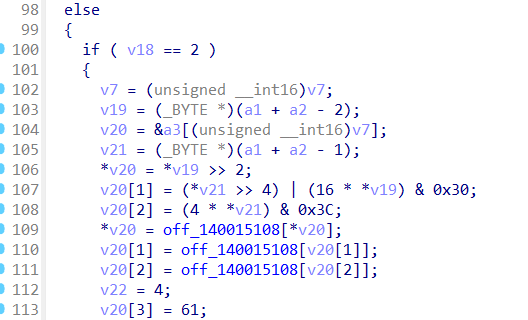 98 else
99 {
100 if ( v18 == 2 )
101 {
102 v7 = (unsigned __int16)v7;
103 v19 = (_BYTE *)(a1 + a2 - 2);
104 v20 = &a3[(unsigned __int16)v7];
105 v21 = (_BYTE *)(a1 + a2 - 1);
106 *v20 = *v19 >> 2;
107 v20[1] = (*v21 >> 4) | (16 * *v19) & 0x30;
108 v20[2] = (4 * *v21) & 0x3C;
109 *v20 = off_140015108[*v20];
110 v20[1] = off_140015108[v20[1]];
111 v20[2] = off_140015108[v20[2]];
112 v22 = 4;
113 v20[3] = 61;